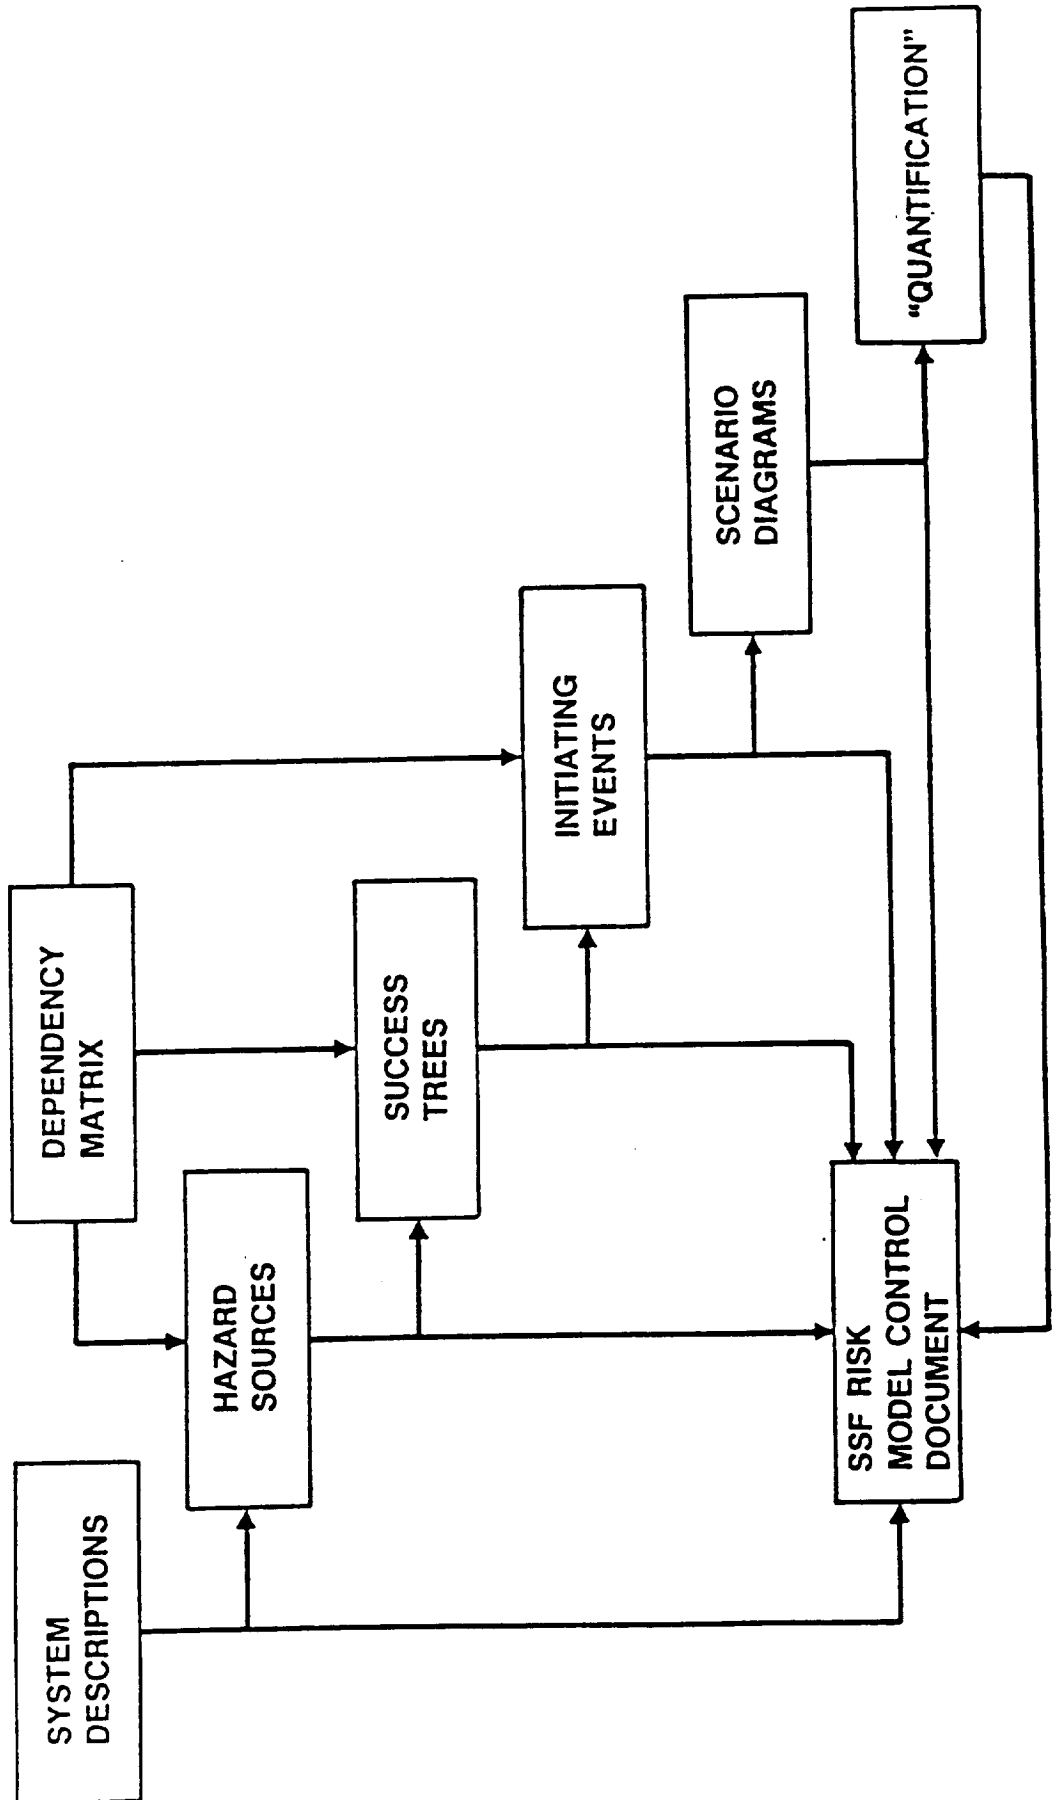 SYSTEM
DESCRIPTIONS
DEPENDENCY
MATRIX
HAZARD
SOURCES
SUCCESS
TREES
INITIATING
EVENTS
SCENARIO
DIAGRAMS
"QUANTIFICATION"
SSF RISK
MODEL CONTROL
DOCUMENT